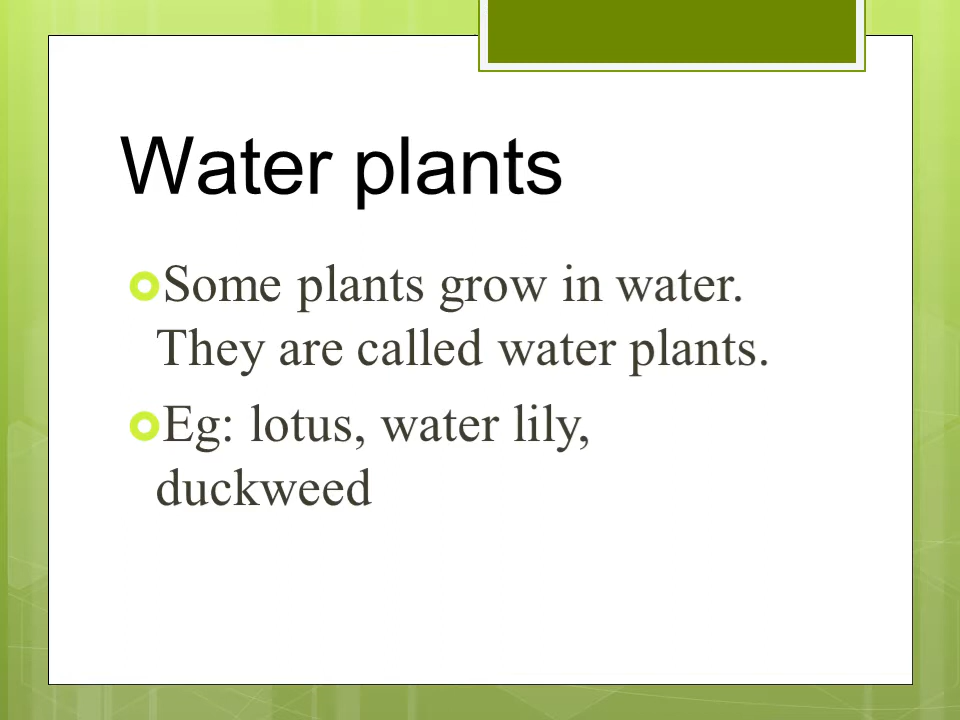 Water plants
Some plants grow in water.
They are called water plants.
Eg: lotus, water lily,
duckweed